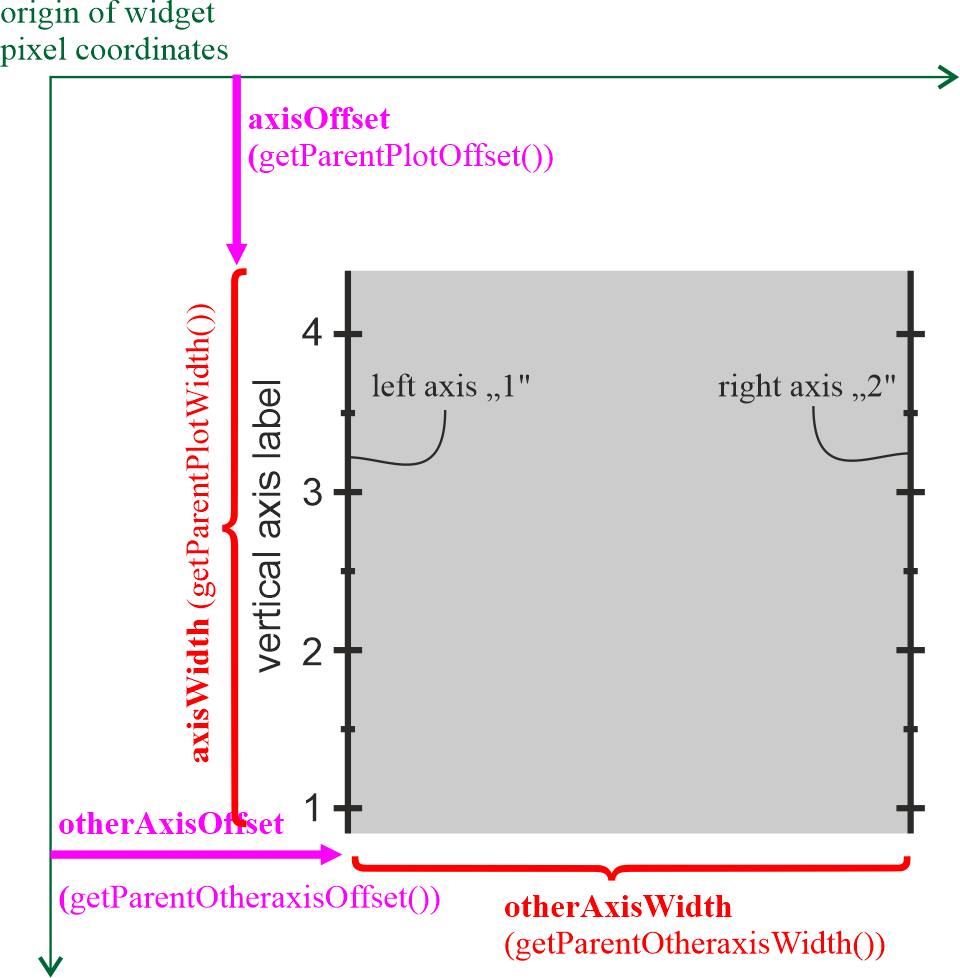 origin of widget
pixel coordinates
axisOffset
(getParentPlotOffset())
axisWidth (getParentPlotWidth())
vertical axis label
4
3
2
1
left axis „1"
right axis „2"
otherAxisOffset
(getParentOtheraxisOffset())
otherAxisWidth
(getParentOtheraxisWidth())